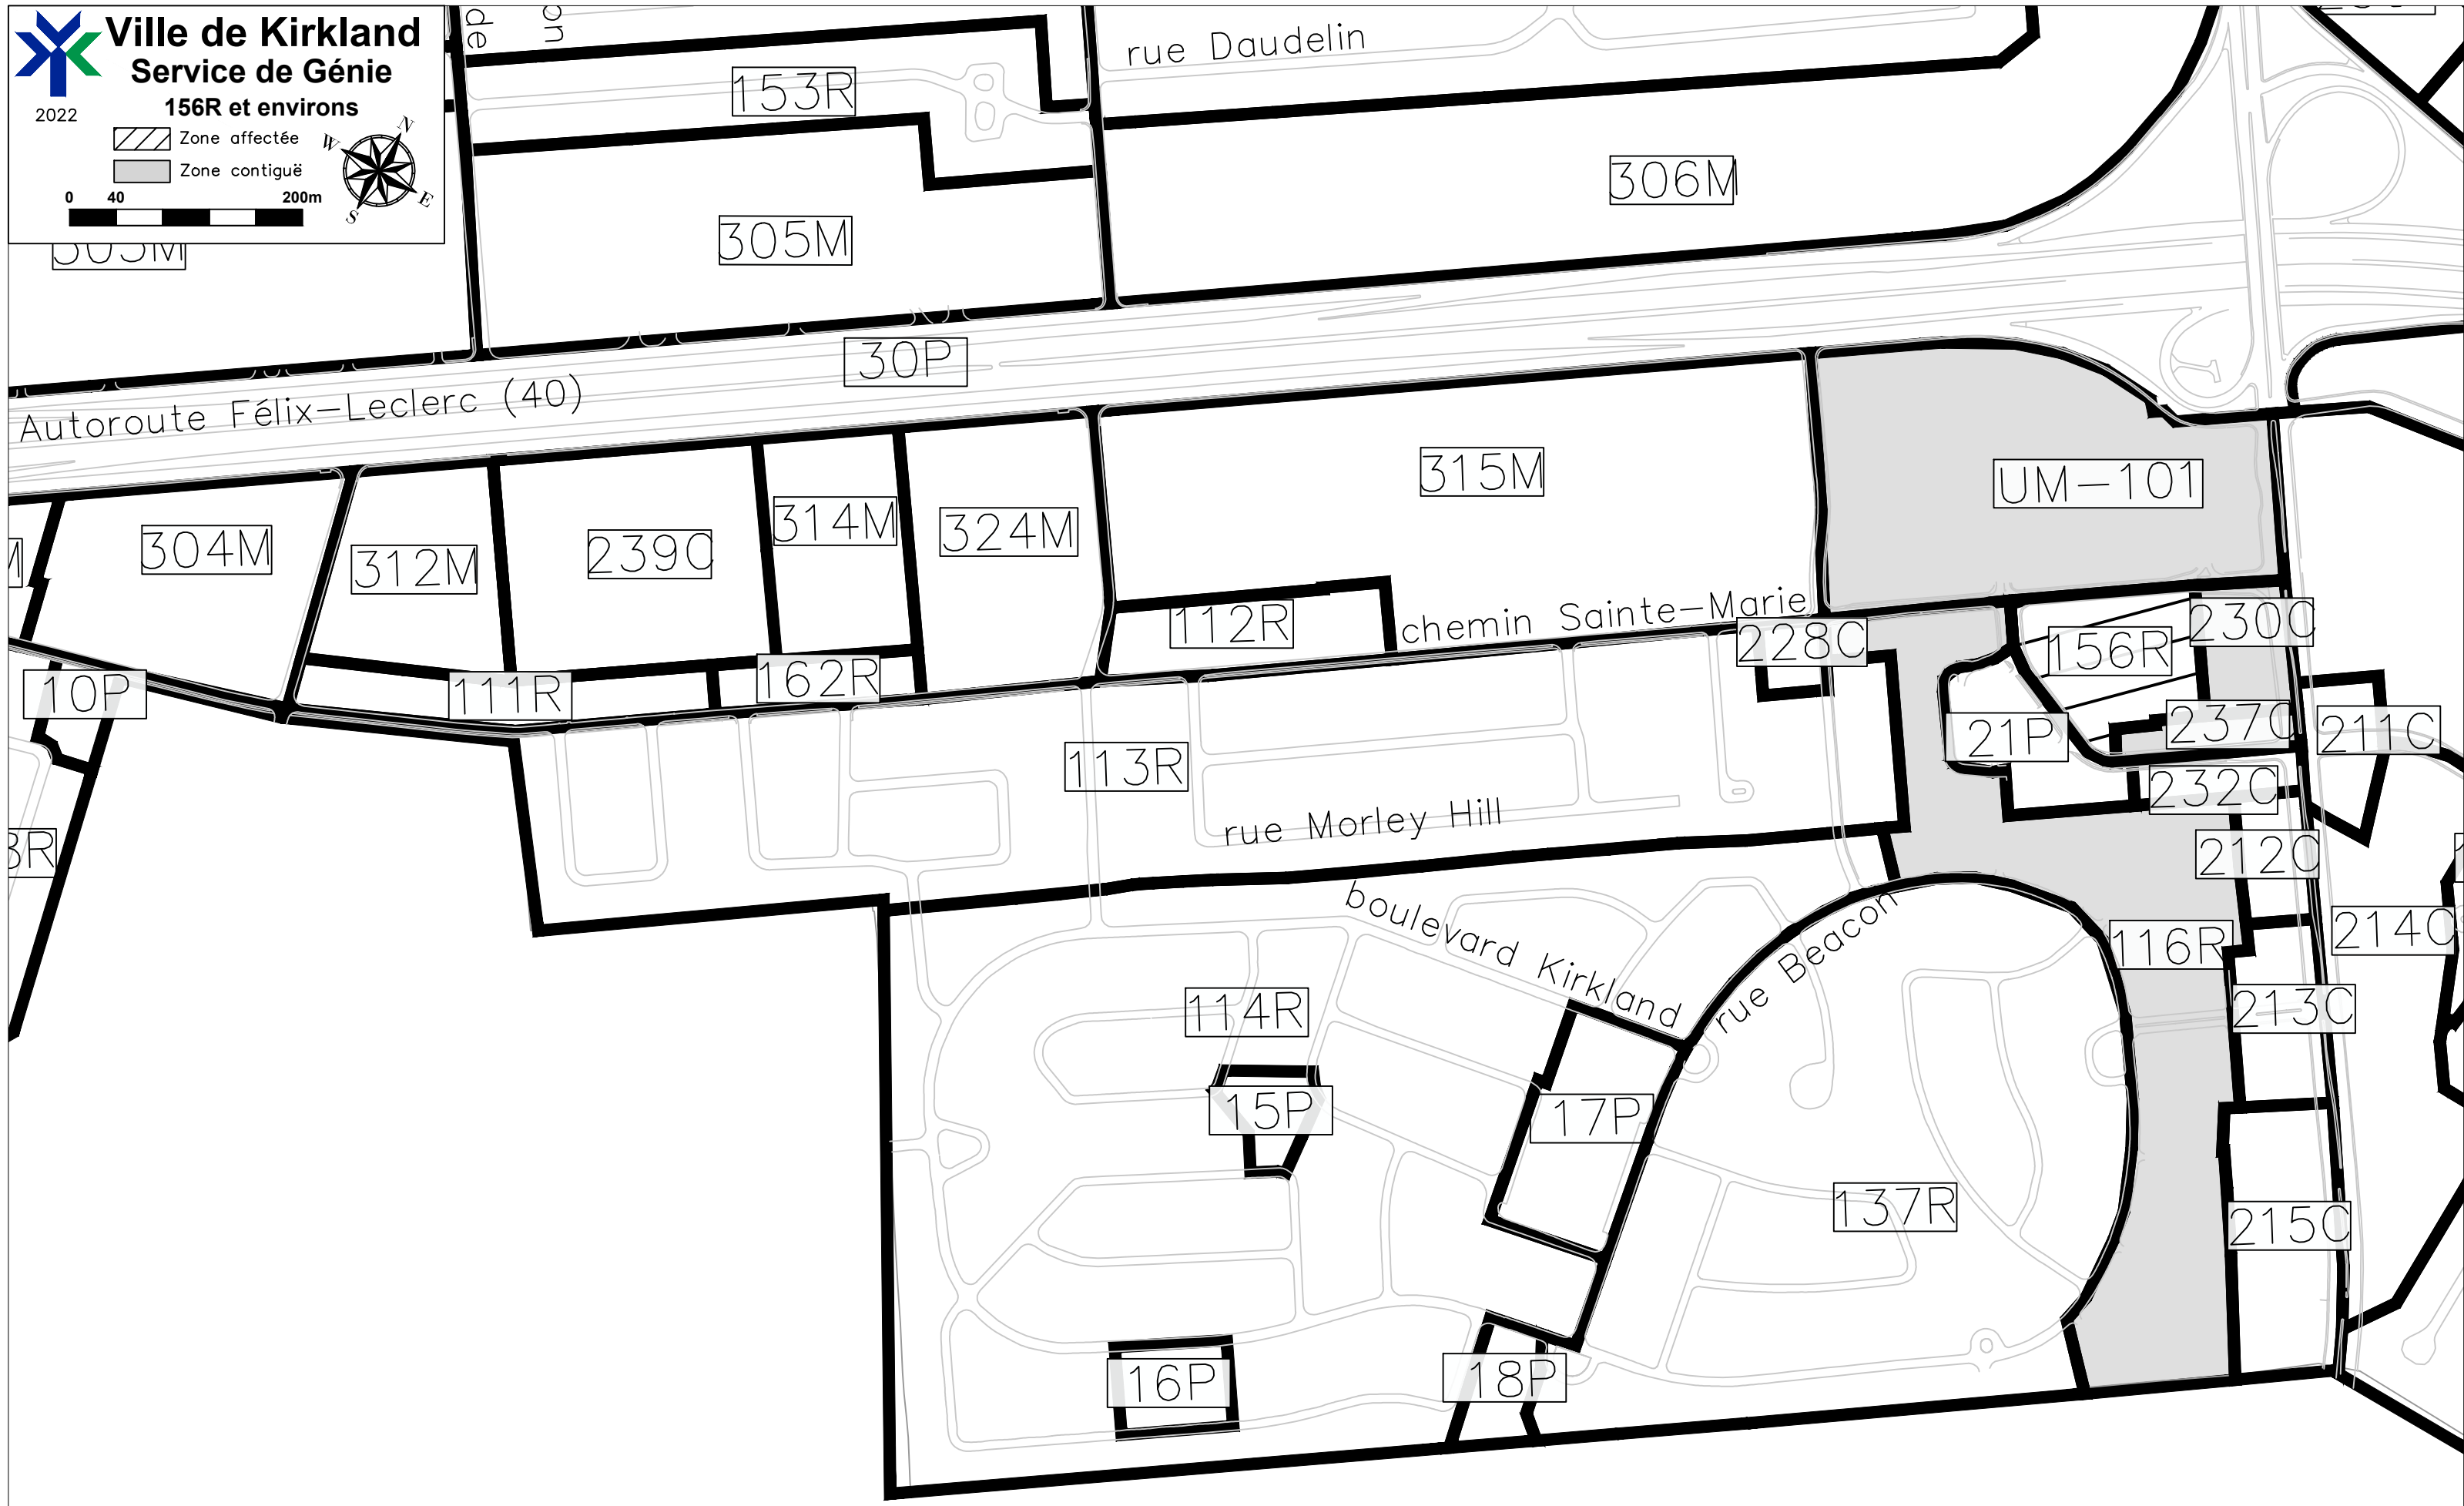 Ville de Kirkland
Service de Génie
156R et environs
2022
Zone affectée
Zone contiguë
N
W
E
S
0 40 200m
de
on
rue Daudelin
153R
306M
305M
303M
30P
Autoroute Félix-Leclerc (40)
315M
UM-101
304M
312M
239C
314M
324M
112R
chemin Sainte-Marie
228C
156R
230C
10P
111R
162R
113R
21P
237C
211C
232C
rue Morley Hill
212C
boulevard Kirkland
rue Beacon
116R
214C
114R
213C
15P
17P
137R
215C
16P
18P